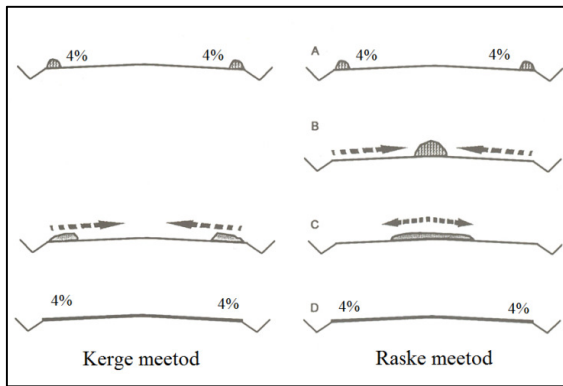 4% 4%
A 4% 4%
B
C
4% 4%
D 4% 4%
Kerge meetod
Raske meetod